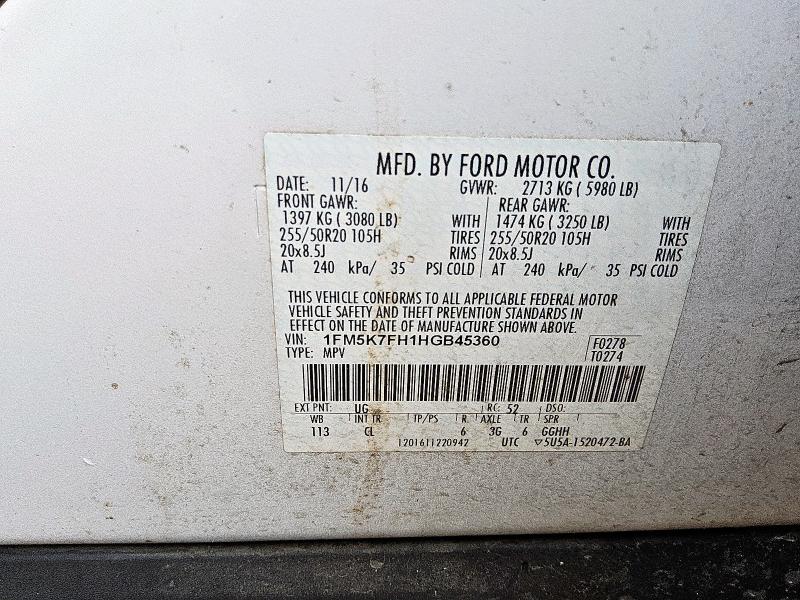 MFD. BY FORD MOTOR CO.
DATE: 11/16 GVWR: 2713 KG ( 5980 LB)
FRONT GAWR: REAR GAWR:
1397 KG ( 3080 LB) WITH 1474 KG ( 3250 LB) WITH
255/50R20 105H TIRES 255/50R20 105H TIRES
20x8.5J RIMS 20x8.5J RIMS
AT 240 kPa/ 35 PSI COLD AT 240 kPa/ 35 PSI COLD
THIS VEHICLE CONFORMS TO ALL APPLICABLE FEDERAL MOTOR
VEHICLE SAFETY AND THEFT PREVENTION STANDARDS IN
EFFECT ON THE DATE OF MANUFACTURE SHOWN ABOVE.
VIN: 1FM5K7FH1HGB45360 F0278
TYPE: MPV T0274
EXT PNT: UG RC: 52 DSO:
WB INT TR TP/PS R AXLE TR SPR
113 CL 6 3G 6 GGHH
1201611220942 UTC ▽5U5A-1520472-BA